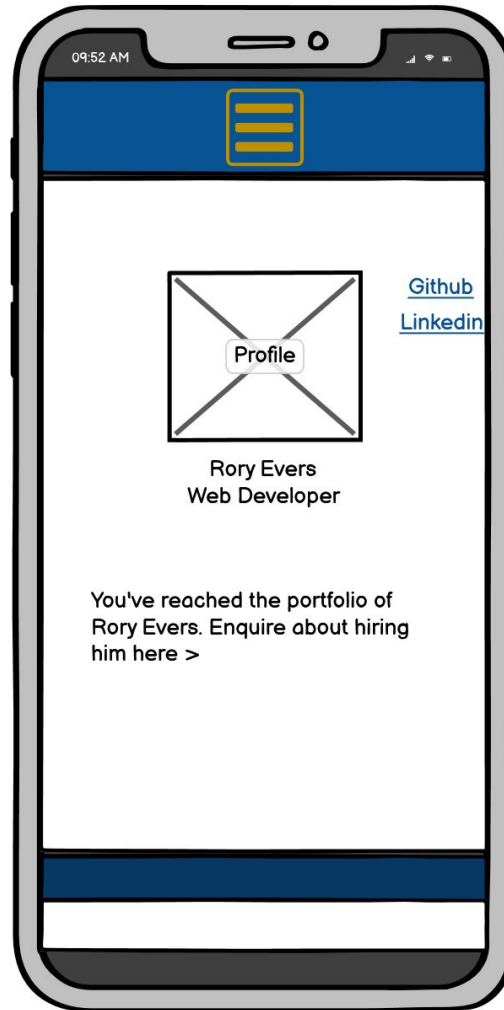 09:52 AM
Github
Linkedin
Profile
Rory Evers
Web Developer
You've reached the portfolio of
Rory Evers. Enquire about hiring
him here >